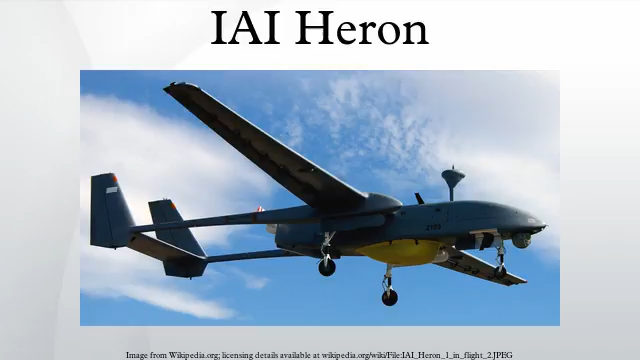 IAI Heron
Image from Wikipedia.org; licensing details available at wikipedia.org/wiki/File:IAI_Heron_1_in_flight_2.JPEG